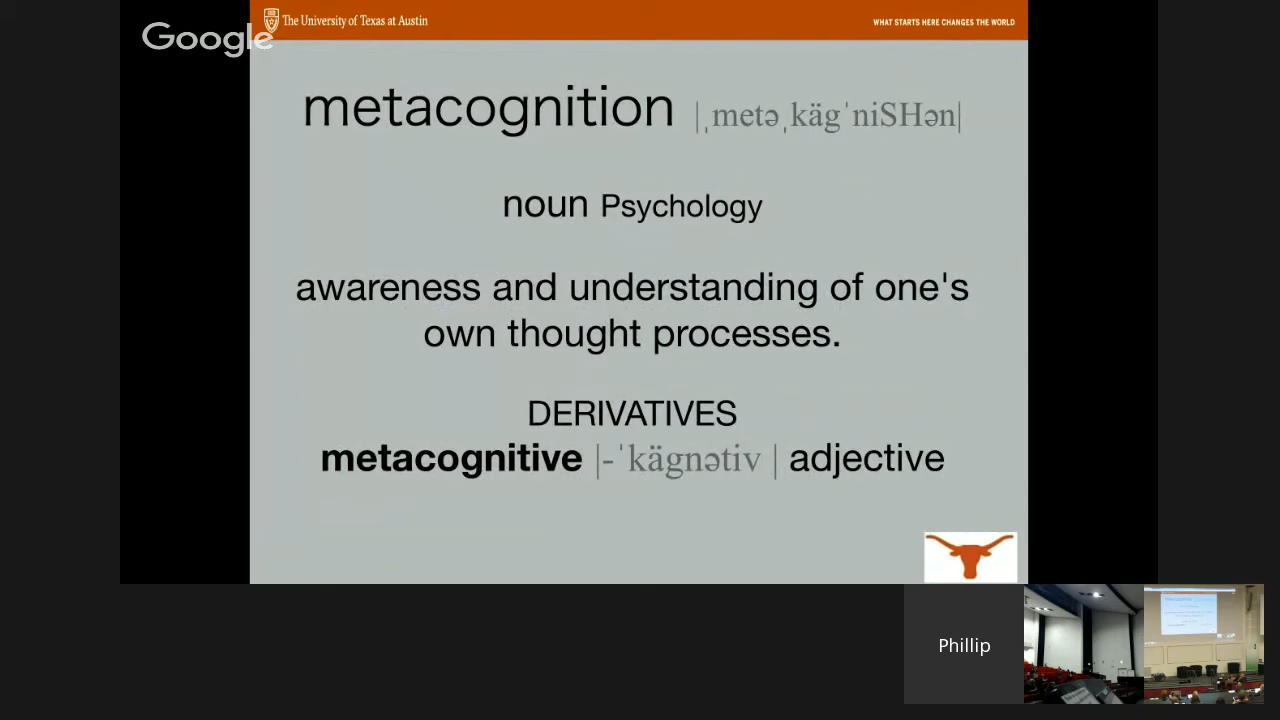 Google
The University of Texas at Austin
WHAT STARTS HERE CHANGES THE WORLD
metacognition |ˌmetəˌkägˈniSHən|
noun Psychology
awareness and understanding of one's
own thought processes.
DERIVATIVES
metacognitive |-ˈkägnətiv | adjective
Phillip